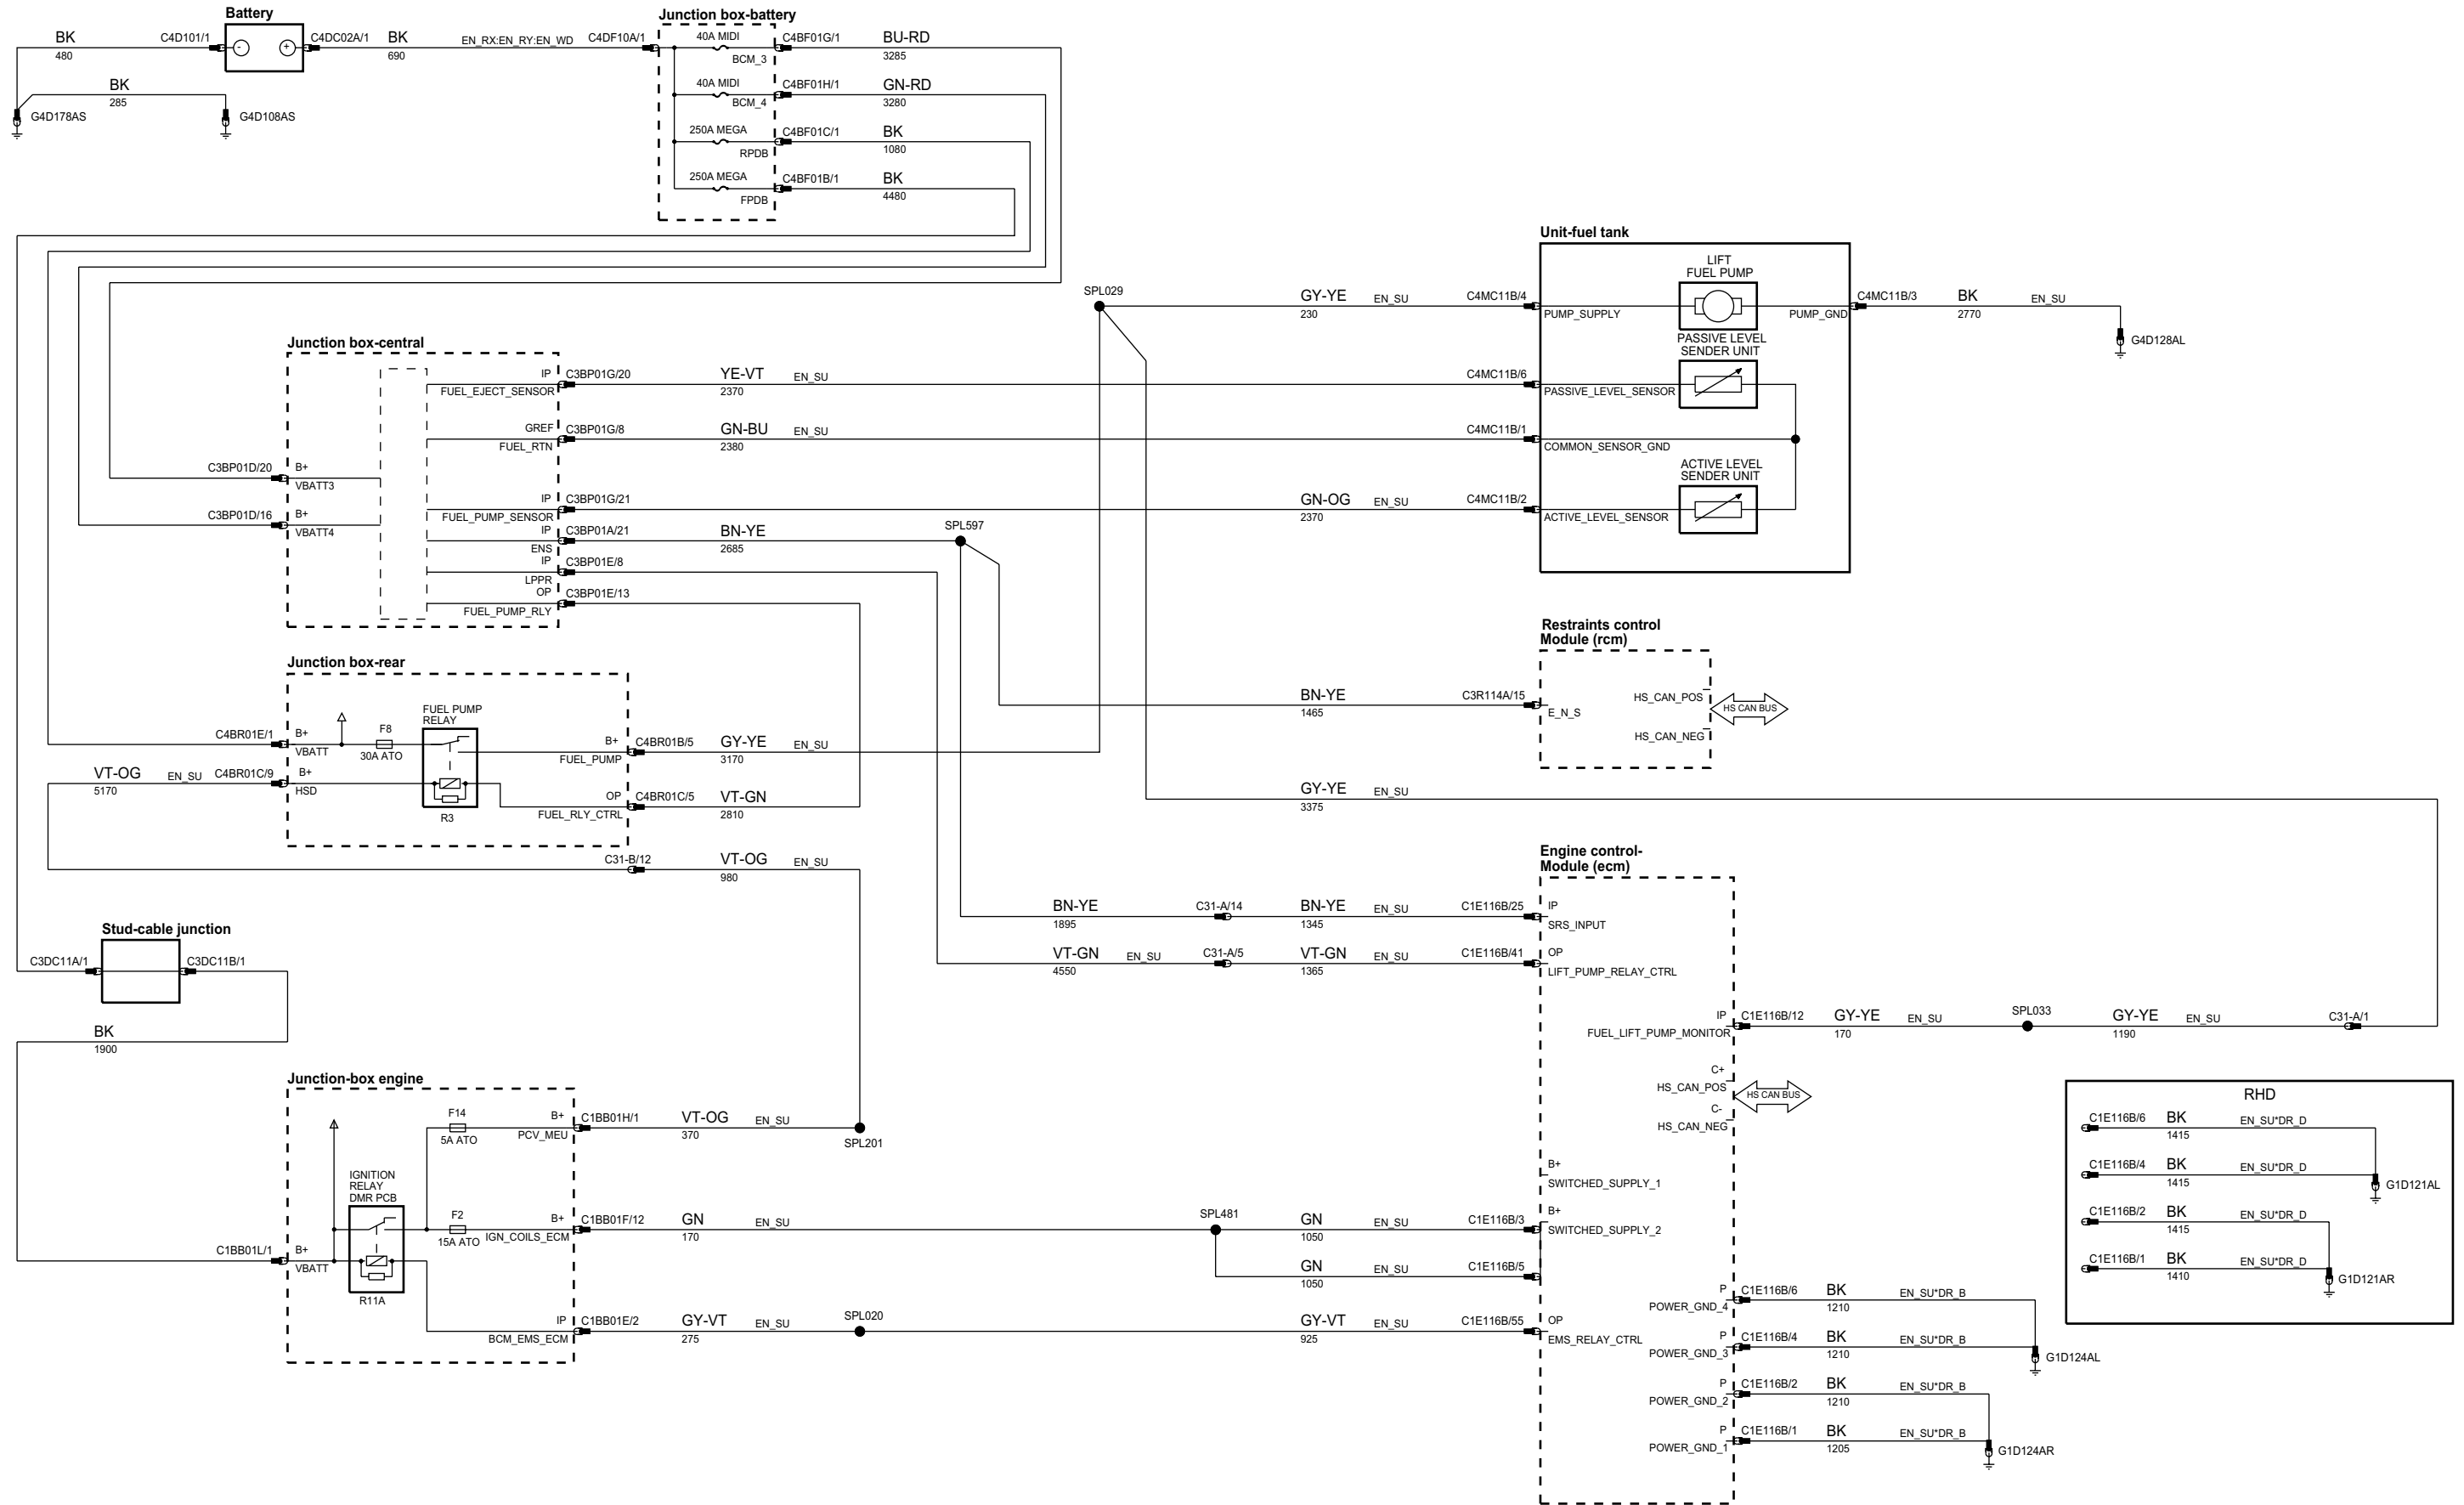 Battery
BK
480
C4D101/1
-
+
C4DC02A/1
BK
690
EN_RX:EN_RY:EN_WD
C4DF10A/1
BK
285
G4D178AS
G4D108AS
Junction box-battery
40A MIDI
BCM_3
C4BF01G/1
BU-RD
3285
40A MIDI
BCM_4
C4BF01H/1
GN-RD
3280
250A MEGA
RPDB
C4BF01C/1
BK
1080
250A MEGA
FPDB
C4BF01B/1
BK
4480
Unit-fuel tank
LIFT
FUEL PUMP
SPL029
GY-YE
230
EN_SU
C4MC11B/4
PUMP_SUPPLY
PUMP_GND
C4MC11B/3
BK
2770
EN_SU
G4D128AL
PASSIVE LEVEL
SENDER UNIT
C4MC11B/6
PASSIVE_LEVEL_SENSOR
C4MC11B/1
COMMON_SENSOR_GND
ACTIVE LEVEL
SENDER UNIT
GN-OG
2370
EN_SU
C4MC11B/2
ACTIVE_LEVEL_SENSOR
Junction box-central
IP
FUEL_EJECT_SENSOR
C3BP01G/20
YE-VT
2370
EN_SU
GREF
FUEL_RTN
C3BP01G/8
GN-BU
2380
EN_SU
C3BP01D/20
B+
VBATT3
C3BP01D/16
B+
VBATT4
IP
FUEL_PUMP_SENSOR
C3BP01G/21
IP
ENS
C3BP01A/21
BN-YE
2685
SPL597
IP
LPPR
C3BP01E/8
OP
FUEL_PUMP_RLY
C3BP01E/13
Restraints control
Module (rcm)
BN-YE
1465
C3R114A/15
E_N_S
HS_CAN_POS
HS CAN BUS
HS_CAN_NEG
Junction box-rear
FUEL PUMP
RELAY
C4BR01E/1
B+
VBATT
F8
30A ATO
B+
FUEL_PUMP
C4BR01B/5
GY-YE
3170
EN_SU
VT-OG
5170
EN_SU
C4BR01C/9
B+
HSD
R3
OP
FUEL_RLY_CTRL
C4BR01C/5
VT-GN
2810
GY-YE
3375
EN_SU
C31-B/12
VT-OG
980
EN_SU
Stud-cable junction
C3DC11A/1
C3DC11B/1
BK
1900
Engine control-
Module (ecm)
BN-YE
1895
C31-A/14
BN-YE
1345
EN_SU
C1E116B/25
IP
SRS_INPUT
VT-GN
4550
EN_SU
C31-A/5
VT-GN
1365
EN_SU
C1E116B/41
OP
LIFT_PUMP_RELAY_CTRL
IP
FUEL_LIFT_PUMP_MONITOR
C1E116B/12
GY-YE
170
EN_SU
SPL033
GY-YE
1190
EN_SU
C31-A/1
C+
HS_CAN_POS
HS CAN BUS
C-
HS_CAN_NEG
B+
SWITCHED_SUPPLY_1
B+
SWITCHED_SUPPLY_2
Junction-box engine
F14
5A ATO
B+
PCV_MEU
C1BB01H/1
VT-OG
370
EN_SU
SPL201
IGNITION
RELAY
DMR PCB
F2
15A ATO
B+
IGN_COILS_ECM
C1BB01F/12
GN
170
EN_SU
SPL481
GN
1050
EN_SU
C1E116B/3
GN
1050
EN_SU
C1E116B/5
C1BB01L/1
B+
VBATT
R11A
IP
BCM_EMS_ECM
C1BB01E/2
GY-VT
275
EN_SU
SPL020
GY-VT
925
EN_SU
C1E116B/55
OP
EMS_RELAY_CTRL
P
POWER_GND_4
C1E116B/6
BK
1210
EN_SU*DR_B
P
POWER_GND_3
C1E116B/4
BK
1210
EN_SU*DR_B
G1D124AL
P
POWER_GND_2
C1E116B/2
BK
1210
EN_SU*DR_B
P
POWER_GND_1
C1E116B/1
BK
1205
EN_SU*DR_B
G1D124AR
RHD
C1E116B/6
BK
1415
EN_SU*DR_D
C1E116B/4
BK
1415
EN_SU*DR_D
G1D121AL
C1E116B/2
BK
1415
EN_SU*DR_D
C1E116B/1
BK
1410
EN_SU*DR_D
G1D121AR